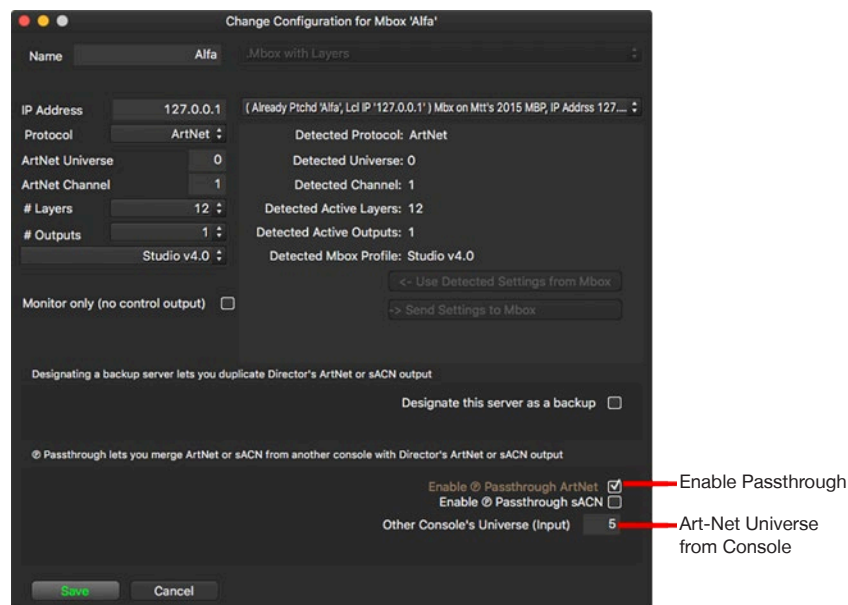 Change Configuration for Mbox 'Alfa'
Name Alfa .Mbox with Layers
IP Address 127.0.0.1 ( Already Ptchd 'Alfa', Lcl IP '127.0.0.1' ) Mbx on Mtt's 2015 MBP, IP Addrss 127....
Protocol ArtNet Detected Protocol: ArtNet
ArtNet Universe 0 Detected Universe: 0
ArtNet Channel 1 Detected Channel: 1
# Layers 12 Detected Active Layers: 12
# Outputs 1 Detected Active Outputs: 1
Studio v4.0 Detected Mbox Profile: Studio v4.0
<- Use Detected Settings from Mbox
Monitor only (no control output)
-> Send Settings to Mbox
Designating a backup server lets you duplicate Director's ArtNet or sACN output
Designate this server as a backup
℗ Passthrough lets you merge ArtNet or sACN from another console with Director's ArtNet or sACN output
Enable ℗ Passthrough ArtNet
Enable Passthrough
Enable ℗ Passthrough sACN
Other Console's Universe (Input) 5
Art-Net Universe
from Console
Save Cancel